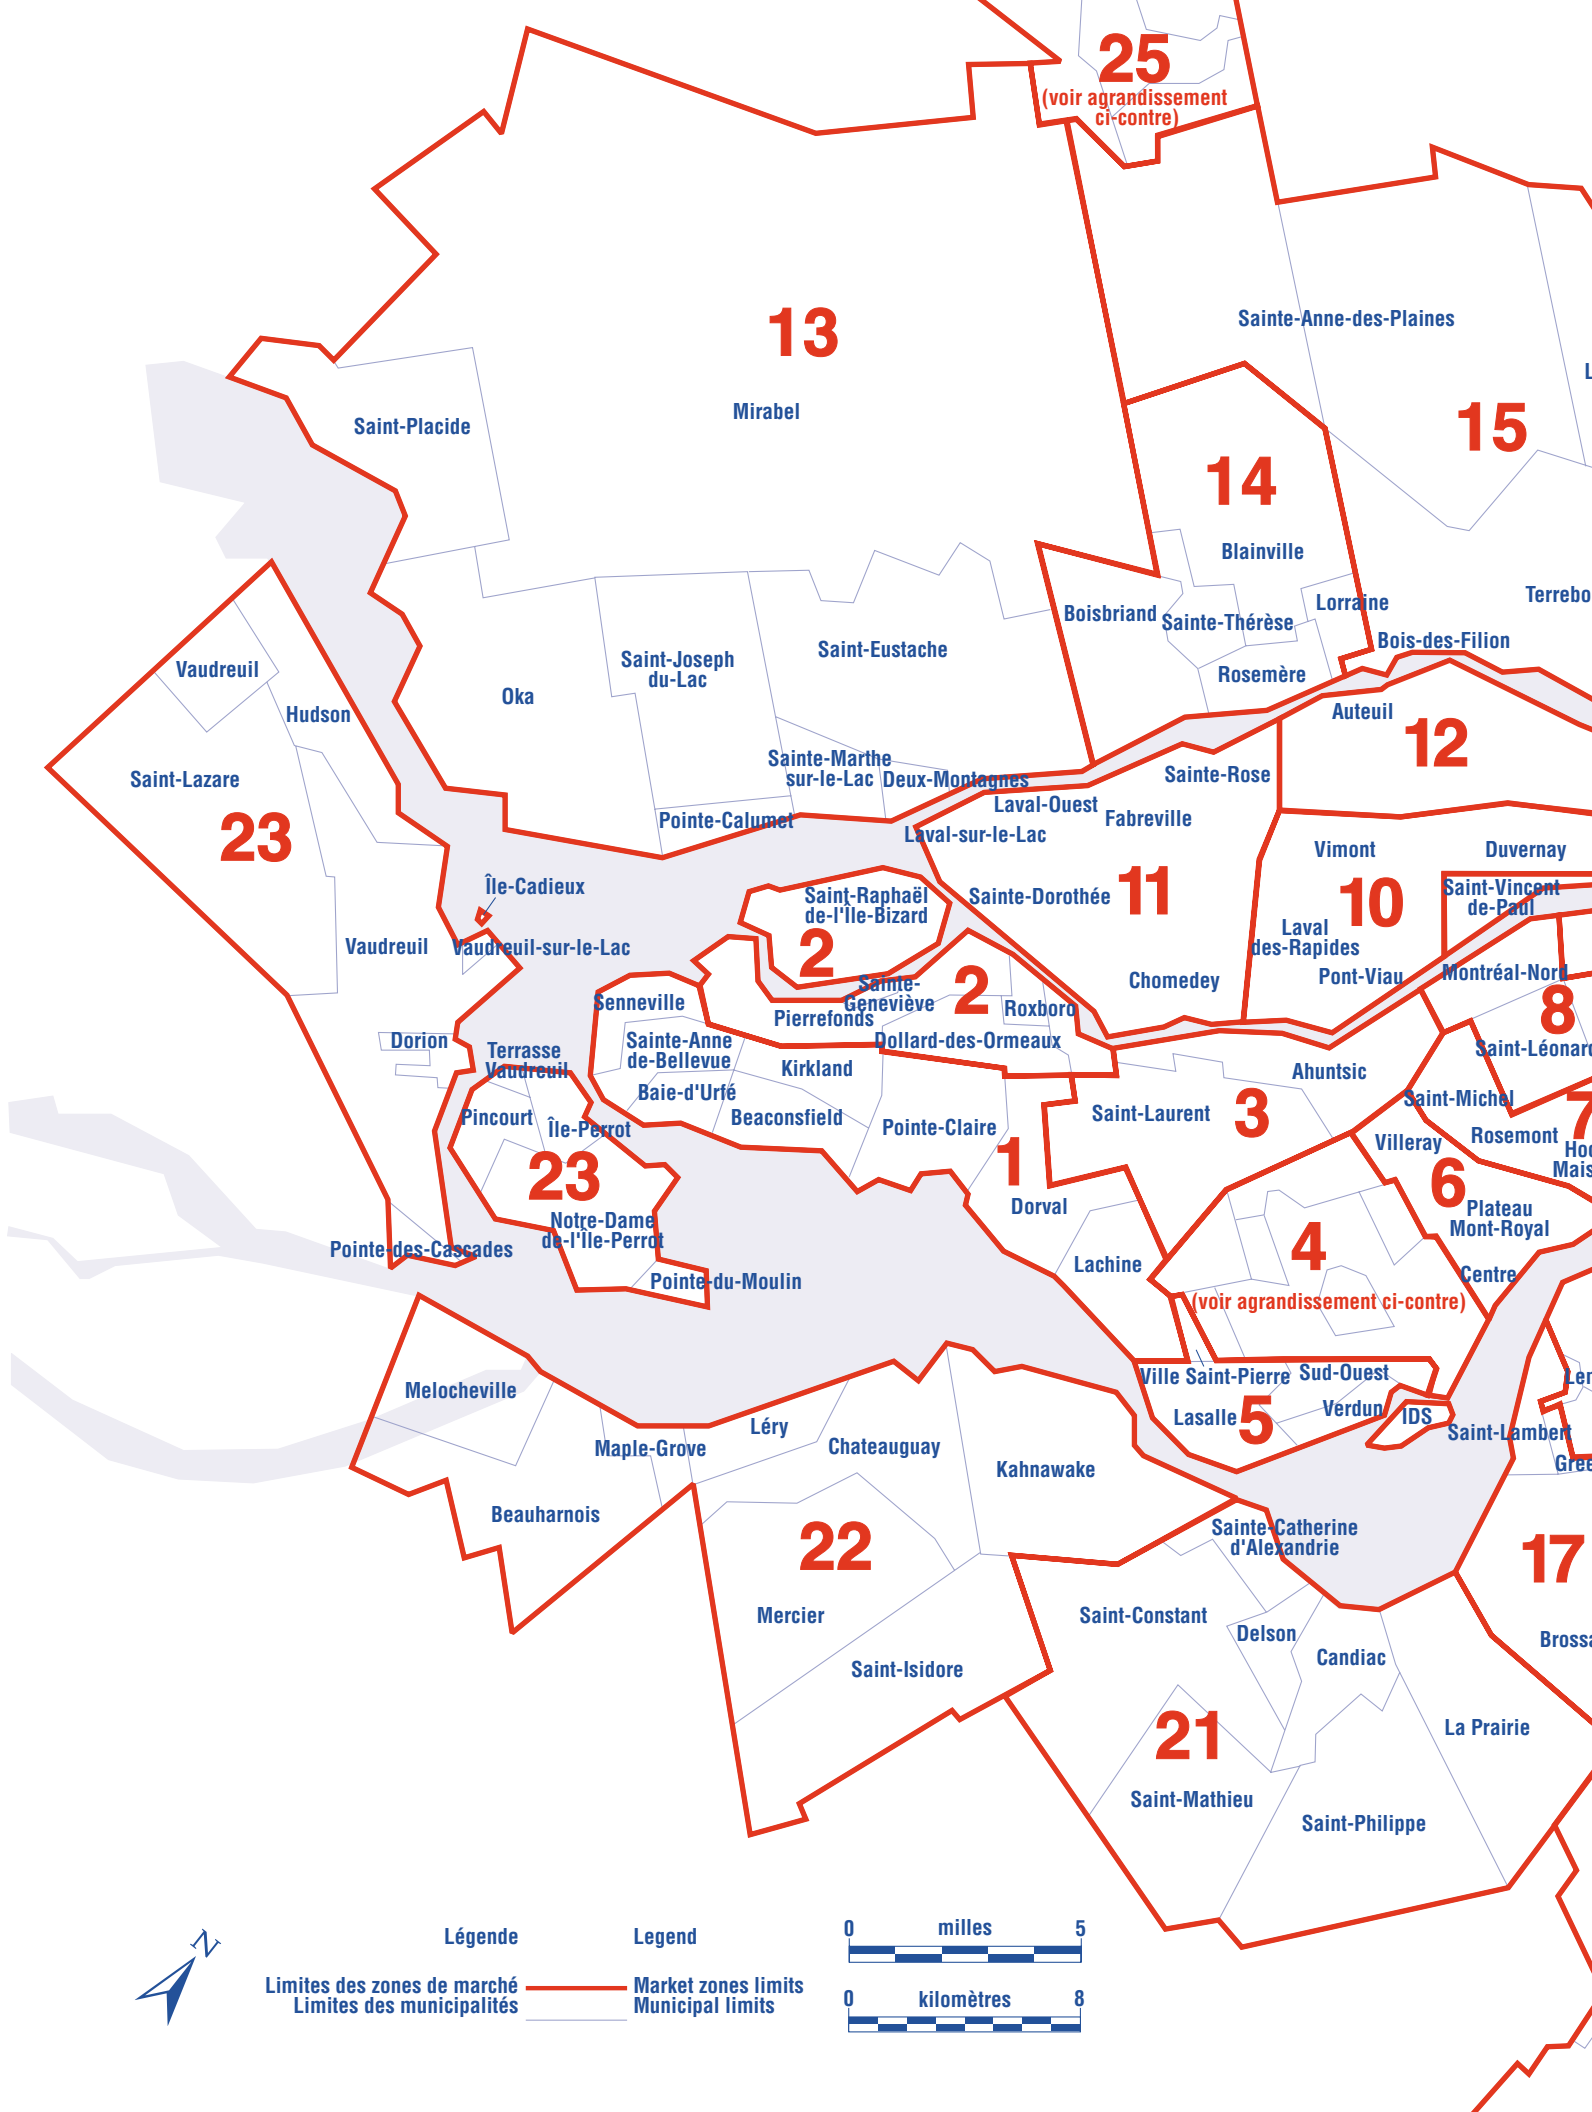 25
(voir agrandissement
ci-contre)
13
Sainte-Anne-des-Plaines
Mirabel
Saint-Placide
15
14
Blainville
Boisbriand
Sainte-Thérèse
Lorraine
Bois-des-Filion
Rosemère
Saint-Eustache
Saint-Joseph
du-Lac
Oka
Vaudreuil
Hudson
Saint-Lazare
23
Auteuil
12
Sainte-Marthe
sur-le-Lac
Deux-Montagnes
Sainte-Rose
Laval-Ouest
Fabreville
Pointe-Calumet
Laval-sur-le-Lac
Vimont
Duvernay
Île-Cadieux
Saint-Raphaël
de-l'Île-Bizard
Sainte-Dorothée
11
10
Saint-Vincent
de-Paul
Laval
des-Rapides
Vaudreuil
Vaudreuil-sur-le-Lac
2
Chomedey
Pont-Viau
Montréal-Nord
Senneville
Sainte-
Geneviève
2
Roxboro
Pierrefonds
8
Dorion
Terrasse
Vaudreuil
Sainte-Anne
de-Bellevue
Dollard-des-Ormeaux
Saint-Léonard
Kirkland
Ahuntsic
Baie-d'Urfé
Pincourt
Île-Perrot
Beaconsfield
Pointe-Claire
Saint-Laurent
3
Saint-Michel
7
Villeray
Rosemont
23
1
6
Notre-Dame
de-l'Île-Perrot
Dorval
Plateau
Mont-Royal
Pointe-des-Cascades
Pointe-du-Moulin
Lachine
4
(voir agrandissement ci-contre)
Centre
Ville Saint-Pierre
Sud-Ouest
Melocheville
Lasalle
5
Verdun
IDS
Saint-Lambert
Maple-Grove
Léry
Chateauguay
Kahnawake
Beauharnois
22
Sainte-Catherine
d'Alexandrie
17
Mercier
Saint-Constant
Delson
Candiac
Saint-Isidore
21
La Prairie
Saint-Mathieu
Saint-Philippe
N
Légende
Legend
Limites des zones de marché
Market zones limits
Limites des municipalités
Municipal limits
0 milles 5
0 kilomètres 8